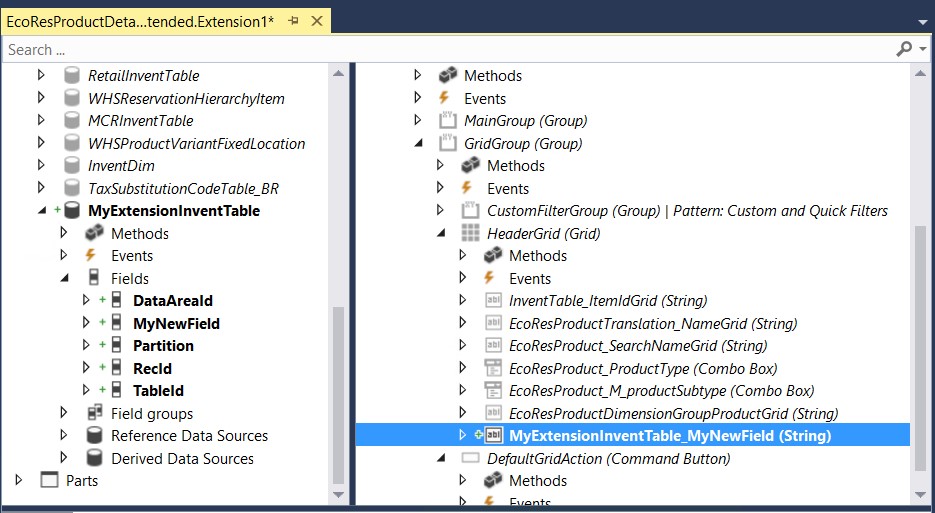 EcoResProductDeta...tended.Extension1*
Search ...
RetailInventTable
WHSReservationHierarchyItem
MCRInventTable
WHSProductVariantFixedLocation
InventDim
TaxSubstitutionCodeTable_BR
MyExtensionInventTable
Methods
Events
Fields
DataAreaId
MyNewField
Partition
RecId
TableId
Field groups
Reference Data Sources
Derived Data Sources
Parts
Methods
Events
MainGroup (Group)
GridGroup (Group)
Methods
Events
CustomFilterGroup (Group) | Pattern: Custom and Quick Filters
HeaderGrid (Grid)
Methods
Events
InventTable_ItemIdGrid (String)
EcoResProductTranslation_NameGrid (String)
EcoResProduct_SearchNameGrid (String)
EcoResProduct_ProductType (Combo Box)
EcoResProduct_M_productSubtype (Combo Box)
EcoResProductDimensionGroupProductGrid (String)
MyExtensionInventTable_MyNewField (String)
DefaultGridAction (Command Button)
Methods
Events